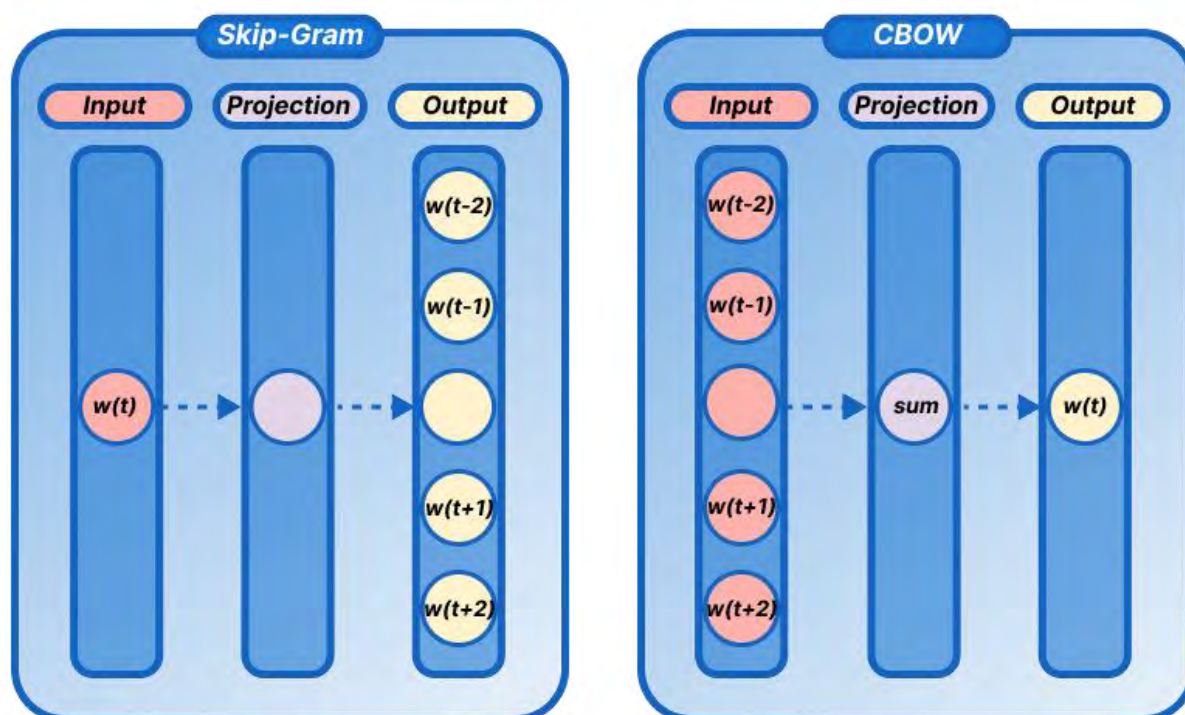 Skip-Gram
Input Projection Output
w(t-2)
w(t-1)
w(t)
w(t+1)
w(t+2)
CBOW
Input Projection Output
w(t-2)
w(t-1)
sum w(t)
w(t+1)
w(t+2)